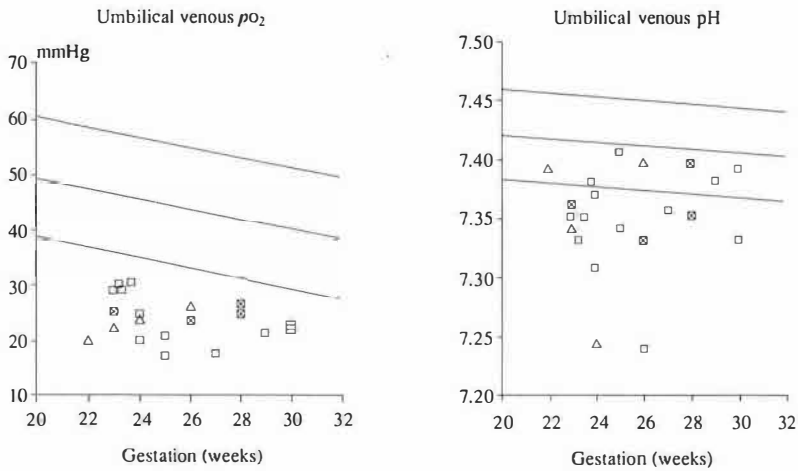 Umbilical venous pO₂
mmHg
70
60
50
40
30
20
10
20 22 24 26 28 30 32
Gestation (weeks)
Umbilical venous pH
7.50
7.45
7.40
7.35
7.30
7.25
7.20
20 22 24 26 28 30 32
Gestation (weeks)